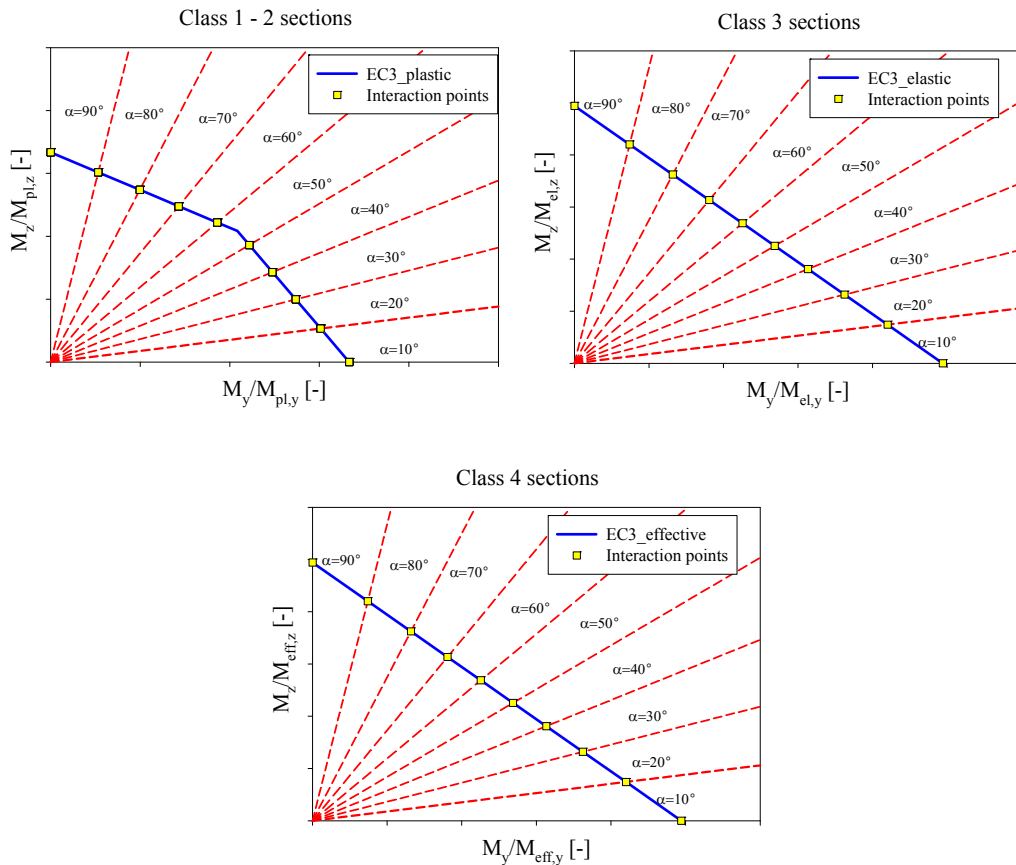 Class 1 - 2 sections
EC3_plastic
Interaction points
α=90°
α=80°
α=70°
α=60°
α=50°
α=40°
α=30°
α=20°
α=10°
M_z/M_pl,z [-]
M_y/M_pl,y [-]
Class 3 sections
EC3_elastic
Interaction points
α=90°
α=80°
α=70°
α=60°
α=50°
α=40°
α=30°
α=20°
α=10°
M_z/M_el,z [-]
M_y/M_el,y [-]
Class 4 sections
EC3_effective
Interaction points
α=90°
α=80°
α=70°
α=60°
α=50°
α=40°
α=30°
α=20°
α=10°
M_z/M_eff,z [-]
M_y/M_eff,y [-]